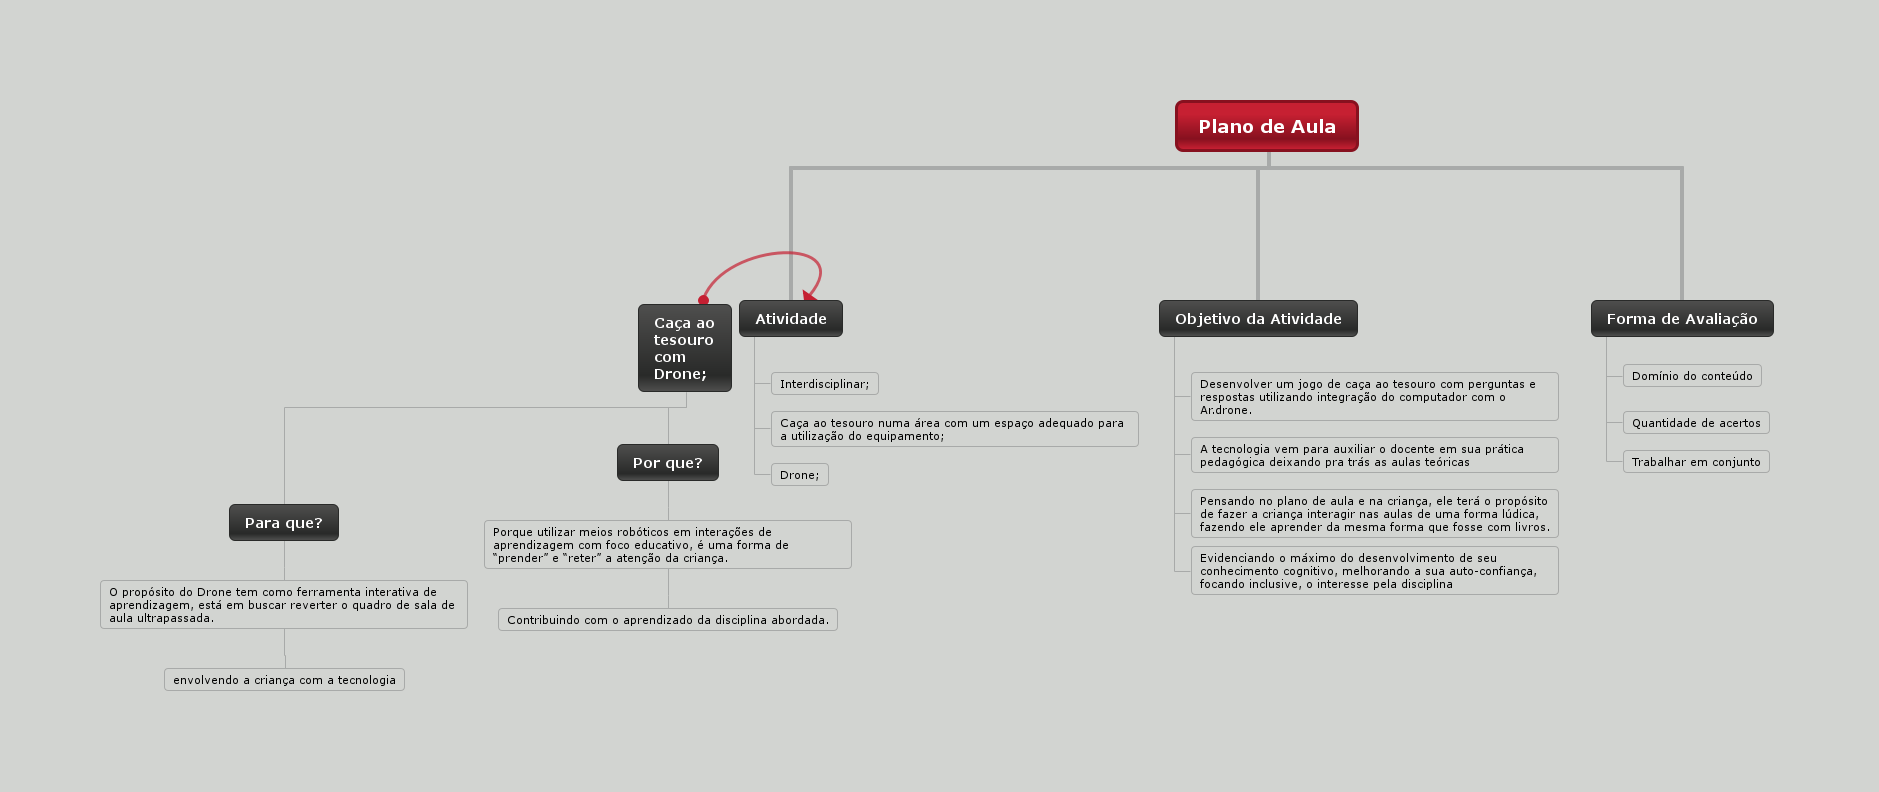 Plano de Aula
Caça ao
tesouro
com
Drone;
Atividade
Objetivo da Atividade
Forma de Avaliação
Interdisciplinar;
Caça ao tesouro numa área com um espaço adequado para
a utilização do equipamento;
Drone;
Desenvolver um jogo de caça ao tesouro com perguntas e
respostas utilizando integração do computador com o
Ar.drone.
A tecnologia vem para auxiliar o docente em sua prática
pedagógica deixando pra trás as aulas teóricas
Pensando no plano de aula e na criança, ele terá o propósito
de fazer a criança interagir nas aulas de uma forma lúdica,
fazendo ele aprender da mesma forma que fosse com livros.
Evidenciando o máximo do desenvolvimento de seu
conhecimento cognitivo, melhorando a sua auto-confiança,
focando inclusive, o interesse pela disciplina
Domínio do conteúdo
Quantidade de acertos
Trabalhar em conjunto
Por que?
Porque utilizar meios robóticos em interações de
aprendizagem com foco educativo, é uma forma de
“prender” e “reter” a atenção da criança.
Contribuindo com o aprendizado da disciplina abordada.
Para que?
O propósito do Drone tem como ferramenta interativa de
aprendizagem, está em buscar reverter o quadro de sala de
aula ultrapassada.
envolvendo a criança com a tecnologia